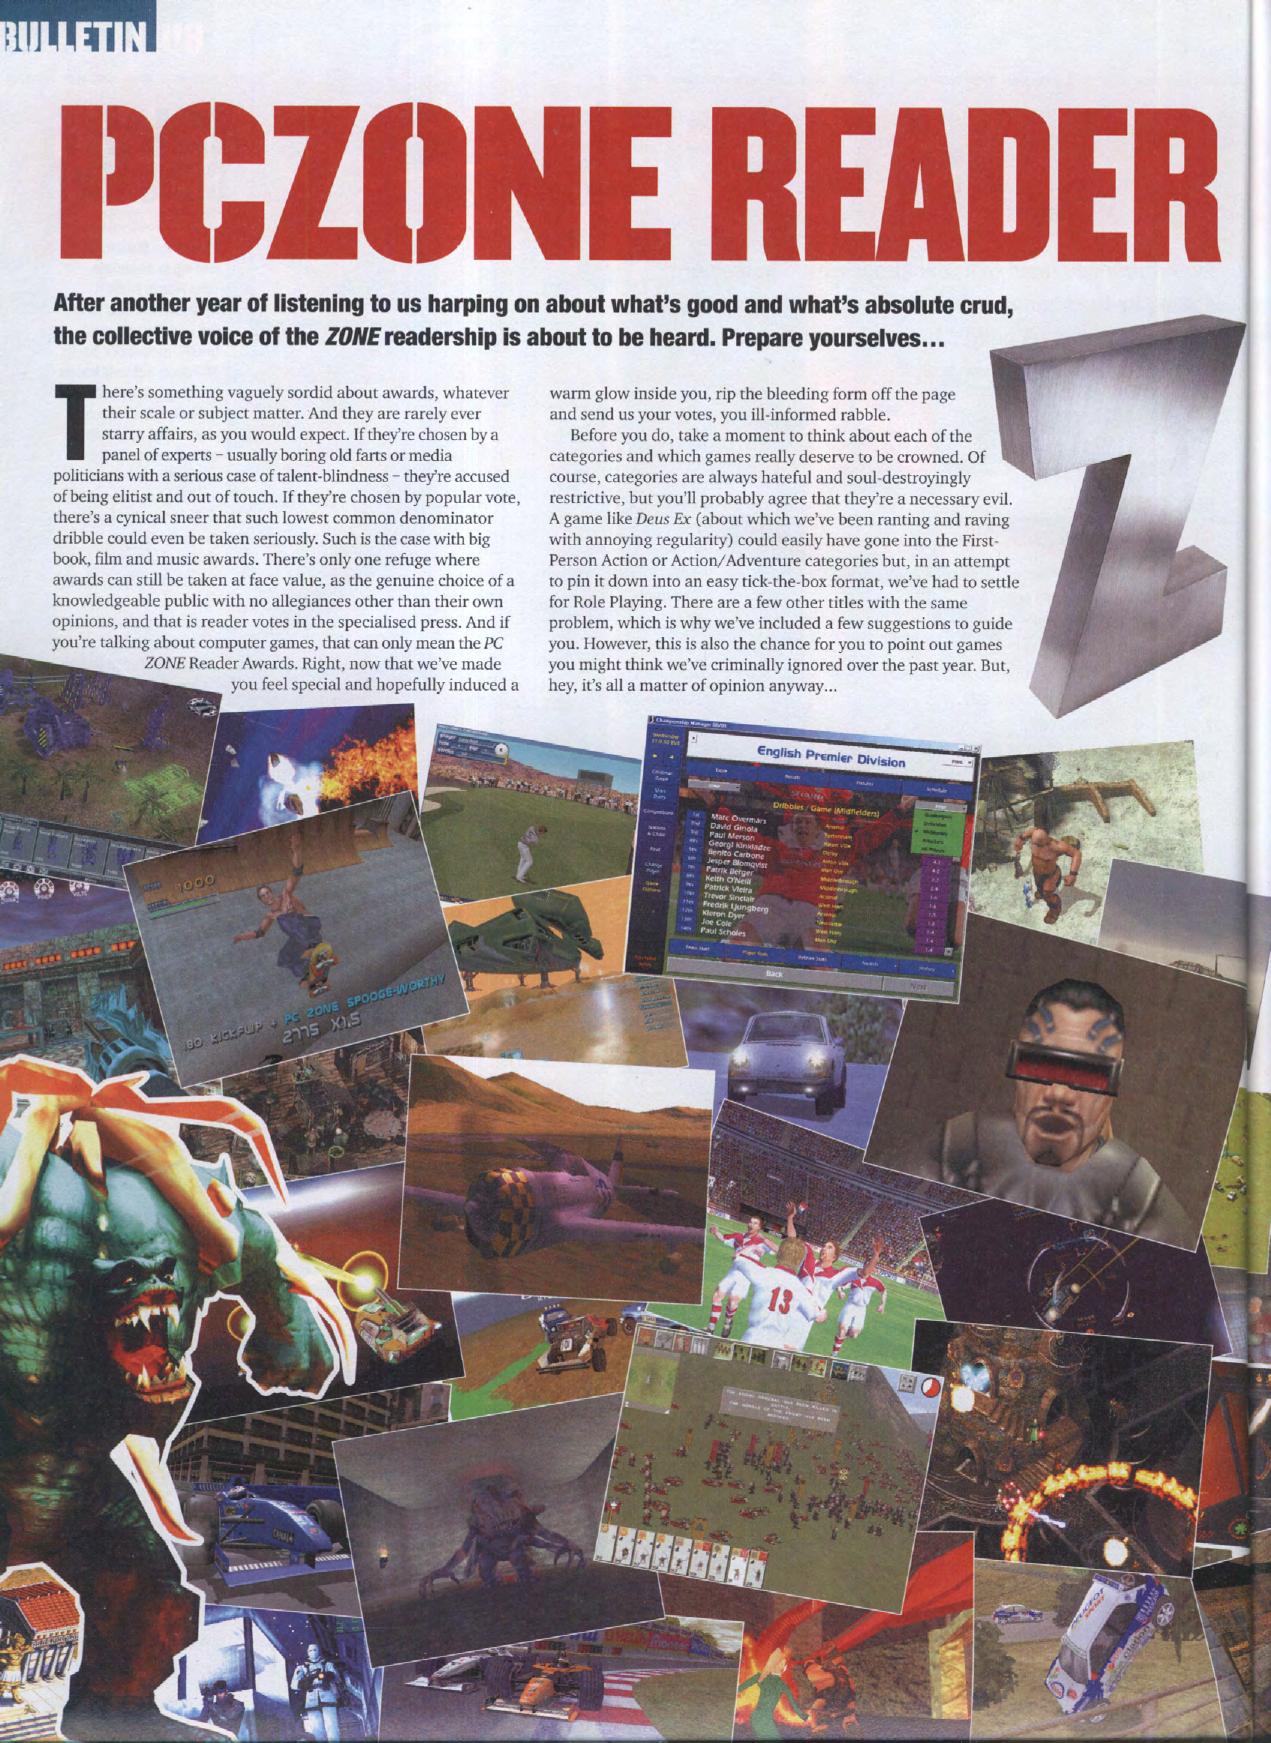 BULLETIN
PCZONE READER
After another year of listening to us harping on about what's good and what's absolute crud,
the collective voice of the ZONE readership is about to be heard. Prepare yourselves...
There's something vaguely sordid about awards, whatever
their scale or subject matter. And they are rarely ever
starry affairs, as you would expect. If they're chosen by a
panel of experts – usually boring old farts or media
politicians with a serious case of talent-blindness – they're accused
of being elitist and out of touch. If they're chosen by popular vote,
there's a cynical sneer that such lowest common denominator
dribble could even be taken seriously. Such is the case with big
book, film and music awards. There's only one refuge where
awards can still be taken at face value, as the genuine choice of a
knowledgeable public with no allegiances other than their own
opinions, and that is reader votes in the specialised press. And if
you're talking about computer games, that can only mean the PC
ZONE Reader Awards. Right, now that we've made
you feel special and hopefully induced a
warm glow inside you, rip the bleeding form off the page
and send us your votes, you ill-informed rabble.
Before you do, take a moment to think about each of the
categories and which games really deserve to be crowned. Of
course, categories are always hateful and soul-destroyingly
restrictive, but you'll probably agree that they're a necessary evil.
A game like Deus Ex (about which we've been ranting and raving
with annoying regularity) could easily have gone into the First-
Person Action or Action/Adventure categories but, in an attempt
to pin it down into an easy tick-the-box format, we've had to settle
for Role Playing. There are a few other titles with the same
problem, which is why we've included a few suggestions to guide
you. However, this is also the chance for you to point out games
you might think we've criminally ignored over the past year. But,
hey, it's all a matter of opinion anyway...
English Premier Division
Dribbles / Game (Midfielders)
Marc Overmars
David Ginola
Paul Merson
Georgi Kinkladze
Benito Carbone
Jesper Blomqvist
Patrik Berger
Keith O'Neill
Patrick Vieira
Trevor Sinclair
Fredrik Ljungberg
Kieron Dyer
Joe Cole
Paul Scholes
Back
Next
1000
180 KICKFLIP + PC ZONE SPOOGE-WORTHY
2775 X1.5
13